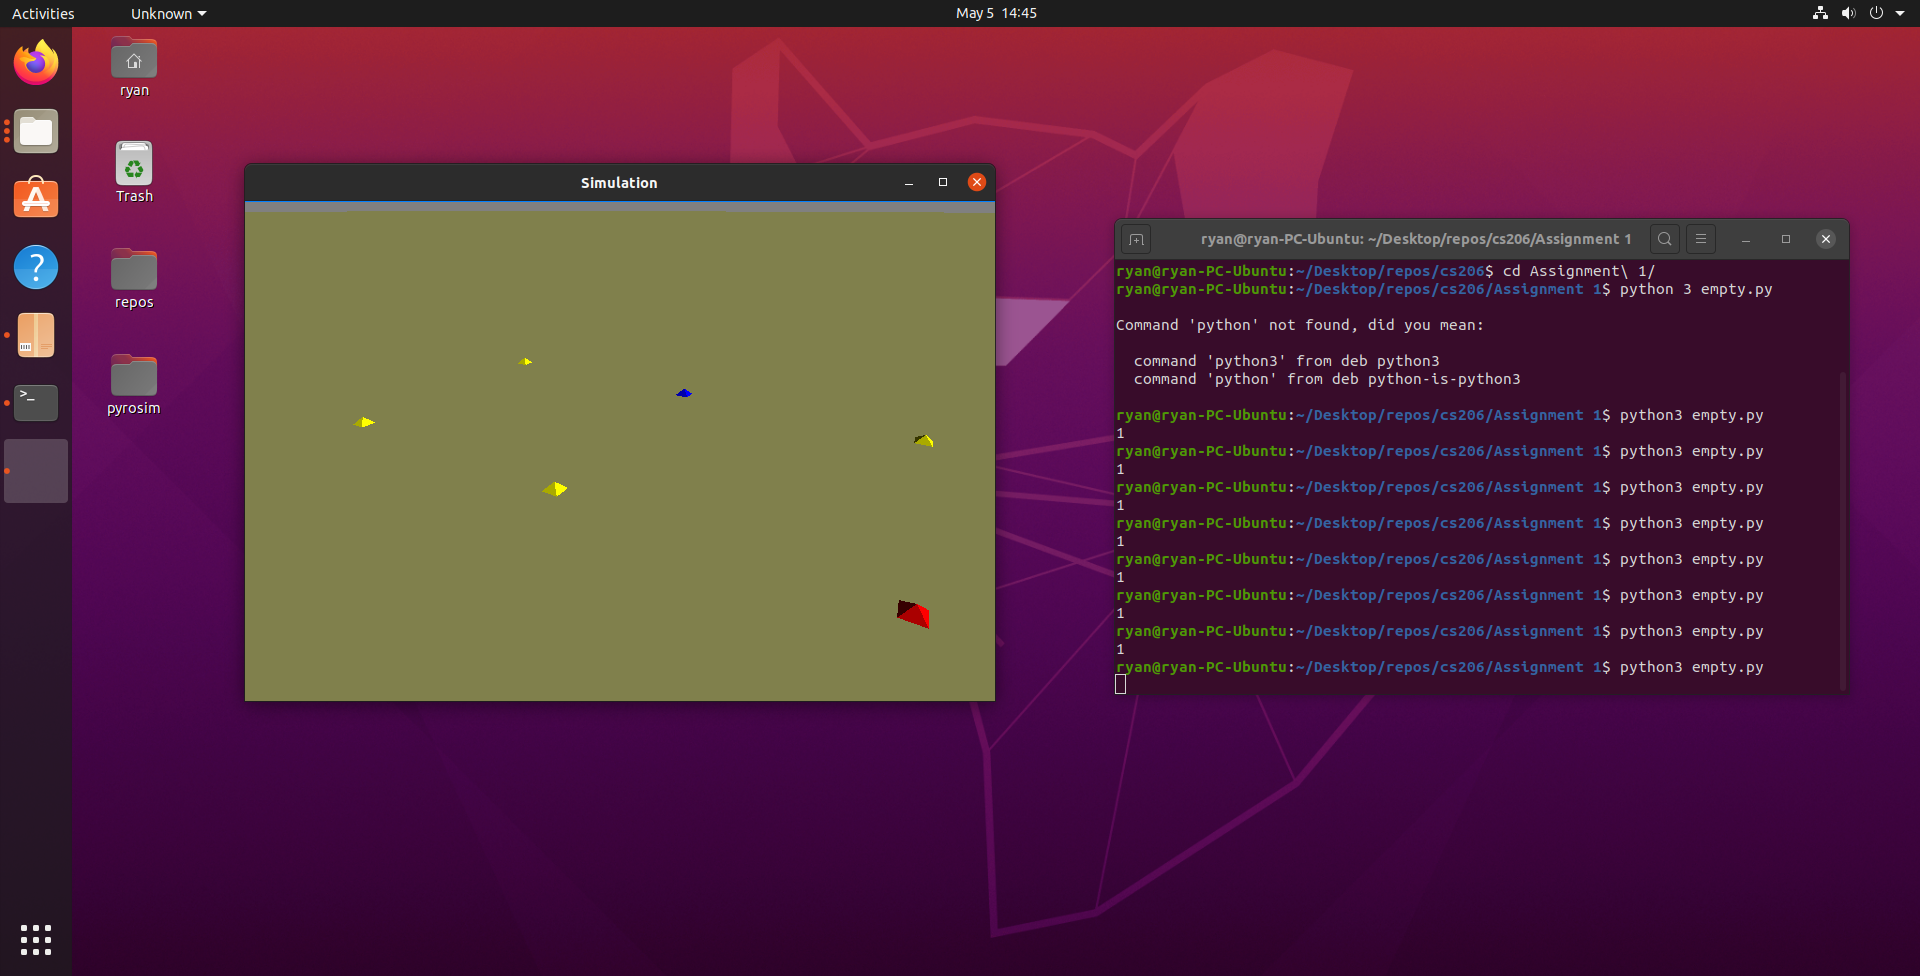 Activities
Unknown
May 5 14:45
ryan
Trash
repos
pyrosim
Simulation
ryan@ryan-PC-Ubuntu: ~/Desktop/repos/cs206/Assignment 1
ryan@ryan-PC-Ubuntu:~/Desktop/repos/cs206$ cd Assignment\ 1/
ryan@ryan-PC-Ubuntu:~/Desktop/repos/cs206/Assignment 1$ python 3 empty.py
Command 'python' not found, did you mean:
command 'python3' from deb python3
command 'python' from deb python-is-python3
ryan@ryan-PC-Ubuntu:~/Desktop/repos/cs206/Assignment 1$ python3 empty.py
1
ryan@ryan-PC-Ubuntu:~/Desktop/repos/cs206/Assignment 1$ python3 empty.py
1
ryan@ryan-PC-Ubuntu:~/Desktop/repos/cs206/Assignment 1$ python3 empty.py
1
ryan@ryan-PC-Ubuntu:~/Desktop/repos/cs206/Assignment 1$ python3 empty.py
1
ryan@ryan-PC-Ubuntu:~/Desktop/repos/cs206/Assignment 1$ python3 empty.py
1
ryan@ryan-PC-Ubuntu:~/Desktop/repos/cs206/Assignment 1$ python3 empty.py
1
ryan@ryan-PC-Ubuntu:~/Desktop/repos/cs206/Assignment 1$ python3 empty.py
1
ryan@ryan-PC-Ubuntu:~/Desktop/repos/cs206/Assignment 1$ python3 empty.py